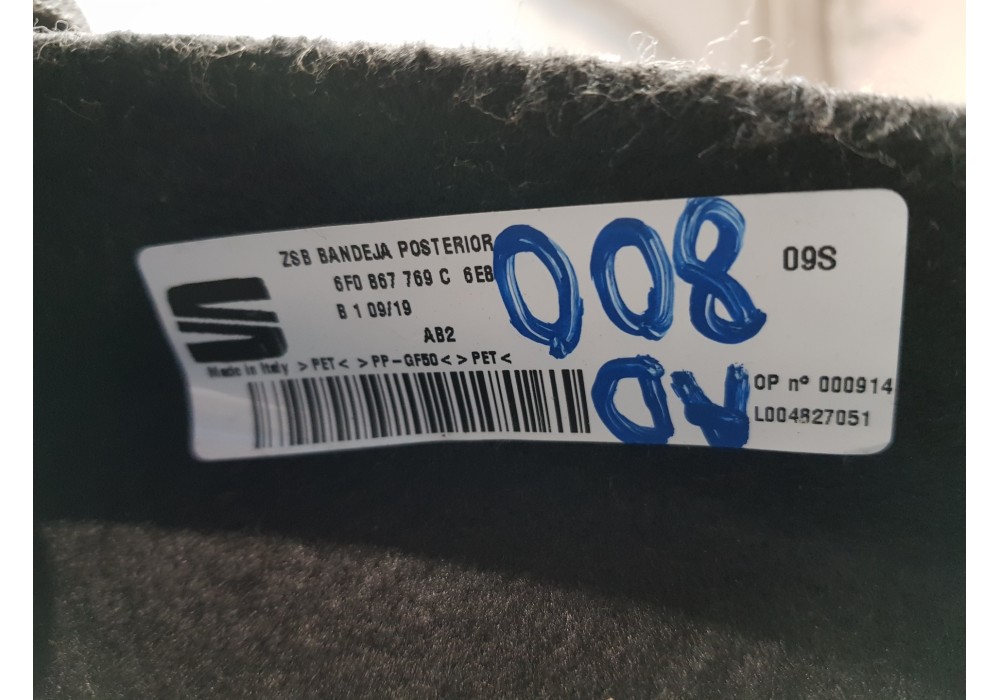 ZSB BANDEJA POSTERIOR
6F0 867 769 C 6E8
008
09S
B 1 09/19
AB2
Made in Italy >PET< >PP-GF50< >PET<
OP nº 000914
L004827051